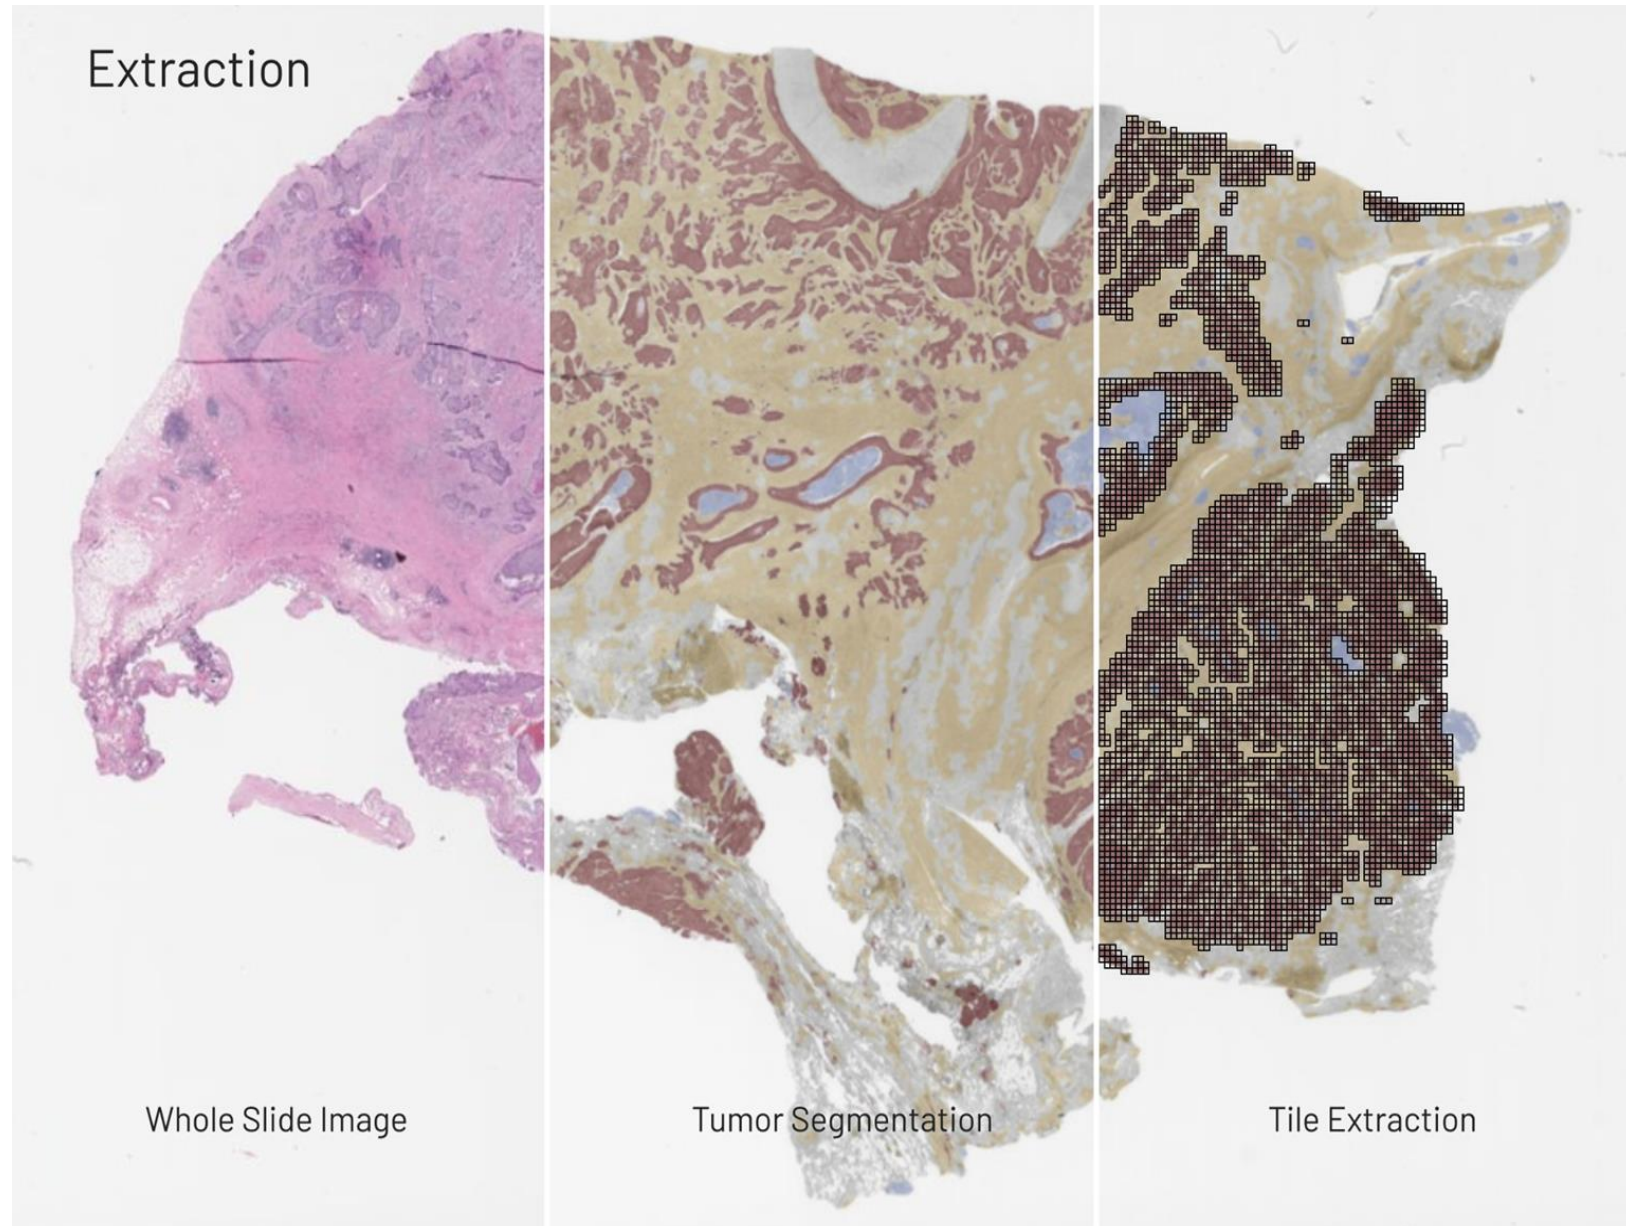 Extraction
Whole Slide Image
Tumor Segmentation
Tile Extraction